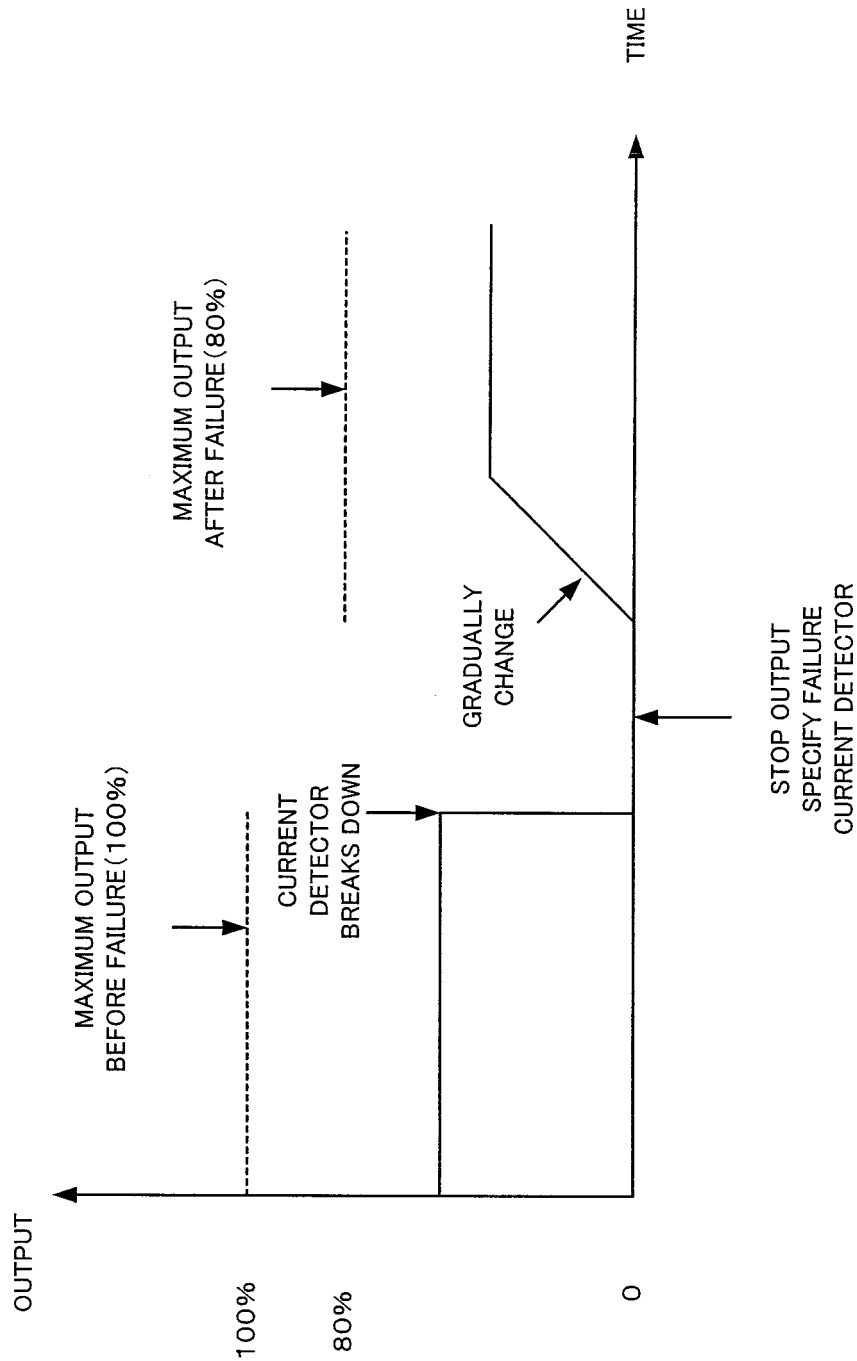 OUTPUT
MAXIMUM OUTPUT
BEFORE FAILURE(100%)
MAXIMUM OUTPUT
AFTER FAILURE(80%)
100%
80%
CURRENT
DETECTOR
BREAKS DOWN
GRADUALLY
CHANGE
0
TIME
STOP OUTPUT
SPECIFY FAILURE
CURRENT DETECTOR